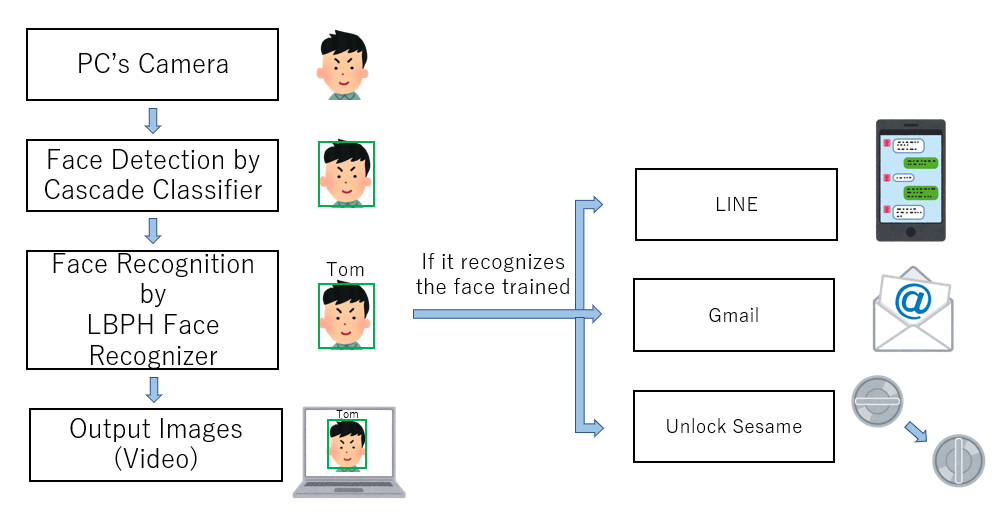 PC’s Camera
Face Detection by
Cascade Classifier
Face Recognition
by
LBPH Face
Recognizer
Tom
Output Images
(Video)
Tom
If it recognizes
the face trained
LINE
Gmail
@
Unlock Sesame